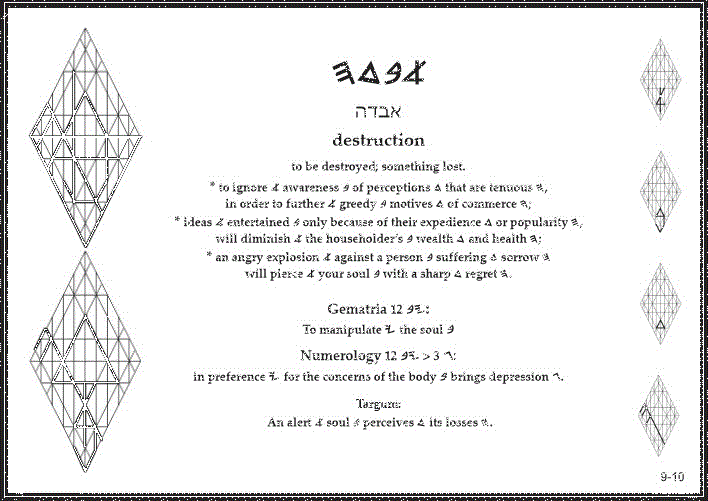 𐤀𐤁𐤃𐤄
אבדה
destruction
to be destroyed; something lost.
* to ignore 𐤀 awareness 𐤁 of perceptions 𐤃 that are tenuous 𐤄,
in order to further 𐤀 greedy 𐤁 motives 𐤃 of commerce 𐤄;
* ideas 𐤀 entertained 𐤁 only because of their expedience 𐤃 or popularity 𐤄,
will diminish 𐤀 the householder's 𐤁 wealth 𐤃 and health 𐤄;
* an angry explosion 𐤀 against a person 𐤁 suffering 𐤃 sorrow 𐤄
will pierce 𐤀 your soul 𐤁 with a sharp 𐤃 regret 𐤄.
Gematria 12 𐤉𐤁:
To manipulate 𐤉 the soul 𐤁
Numerology 12 𐤉𐤁 > 3 𐤂:
in preference 𐤉 for the concerns of the body 𐤁 brings depression 𐤂.
Targum:
An alert 𐤀 soul 𐤁 perceives 𐤃 its losses 𐤄.
9-10